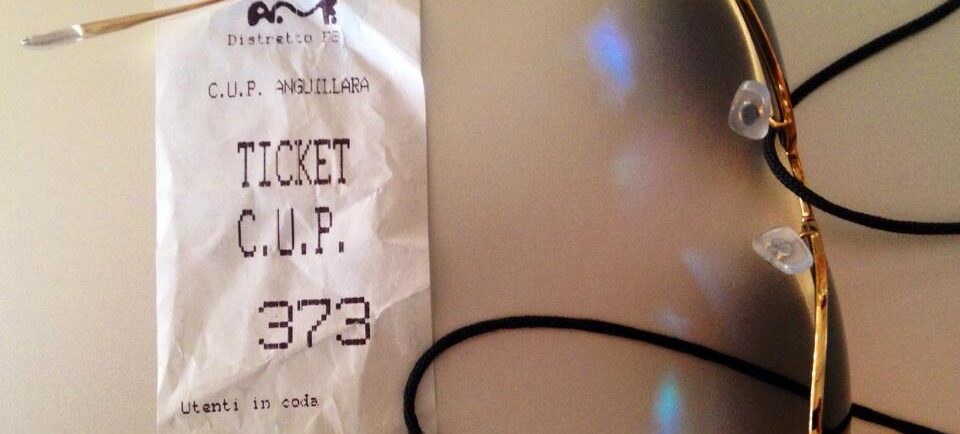 Distretto
C.U.P. ANGUILLARA
TICKET
C.U.P.
373
Utenti in coda